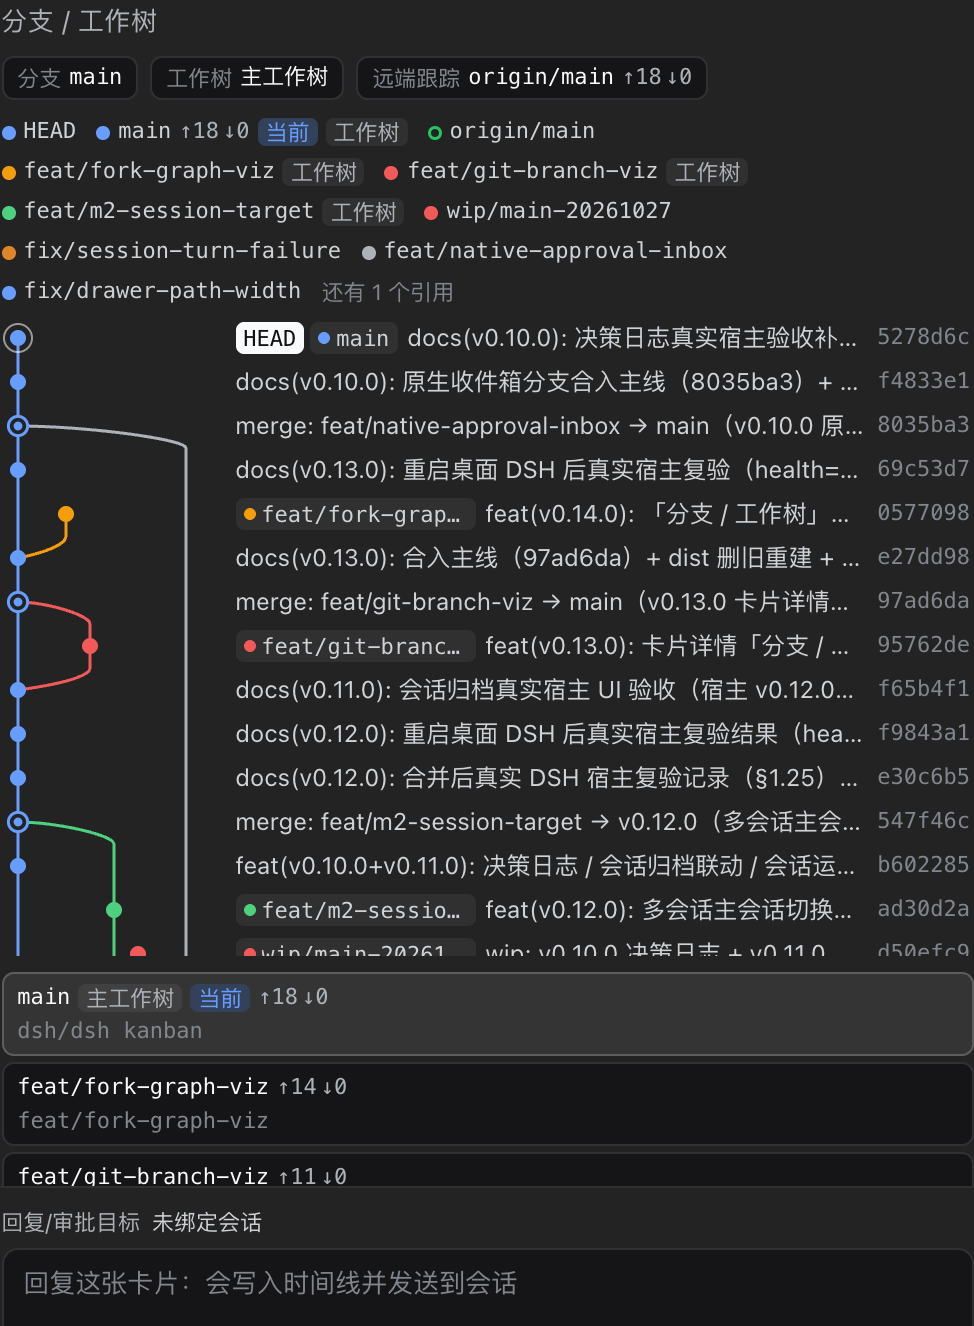 分支 / 工作树
分支 main 工作树 主工作树 远端跟踪 origin/main ↑18↓0
HEAD main ↑18↓0 当前 工作树 origin/main
feat/fork-graph-viz 工作树 feat/git-branch-viz 工作树
feat/m2-session-target 工作树 wip/main-20261027
fix/session-turn-failure feat/native-approval-inbox
fix/drawer-path-width 还有 1 个引用
HEAD main docs(v0.10.0): 决策日志真实宿主验收补… 5278d6c
docs(v0.10.0): 原生收件箱分支合入主线（8035ba3）+ … f4833e1
merge: feat/native-approval-inbox → main（v0.10.0 原… 8035ba3
docs(v0.13.0): 重启桌面 DSH 后真实宿主复验（health=… 69c53d7
feat/fork-grap… feat(v0.14.0): 「分支 / 工作树」… 0577098
docs(v0.13.0): 合入主线（97ad6da）+ dist 删旧重建 + … e27dd98
merge: feat/git-branch-viz → main（v0.13.0 卡片详情… 97ad6da
feat/git-branc… feat(v0.13.0): 卡片详情「分支 / … 95762de
docs(v0.11.0): 会话归档真实宿主 UI 验收（宿主 v0.12.0… f65b4f1
docs(v0.12.0): 重启桌面 DSH 后真实宿主复验结果（hea… f9843a1
docs(v0.12.0): 合并后真实 DSH 宿主复验记录（§1.25）… e30c6b5
merge: feat/m2-session-target → v0.12.0（多会话主会… 547f46c
feat(v0.10.0+v0.11.0): 决策日志 / 会话归档联动 / 会话运… b602285
feat/m2-sessio… feat(v0.12.0): 多会话主会话切换… ad30d2a
wip/main-20261… wip: v0.10.0 决策日志 + v0.11.0… d50efc9
main 主工作树 当前 ↑18↓0
dsh/dsh kanban
feat/fork-graph-viz ↑14↓0
feat/fork-graph-viz
feat/git-branch-viz ↑11↓0
回复/审批目标 未绑定会话
回复这张卡片：会写入时间线并发送到会话